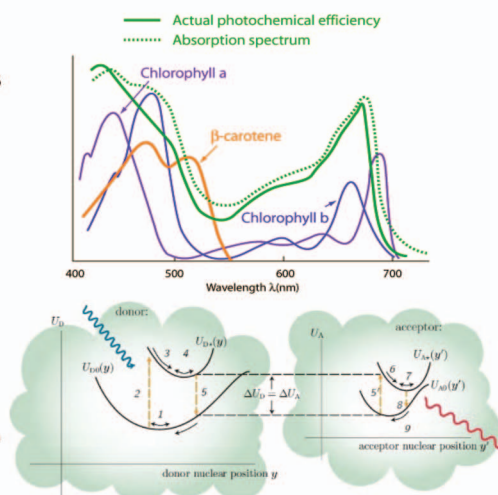 Actual photochemical efficiency
Absorption spectrum
Chlorophyll a
β-carotene
Chlorophyll b
400 500 600 700
Wavelength λ(nm)
U_D donor: U_A acceptor:
U_D0(y) 3 4 U_D*(y) 6 7 U_A*(y')
2 5 ΔU_D = ΔU_A 5' 8 U_A0(y')
1 9
donor nuclear position y acceptor nuclear position y'